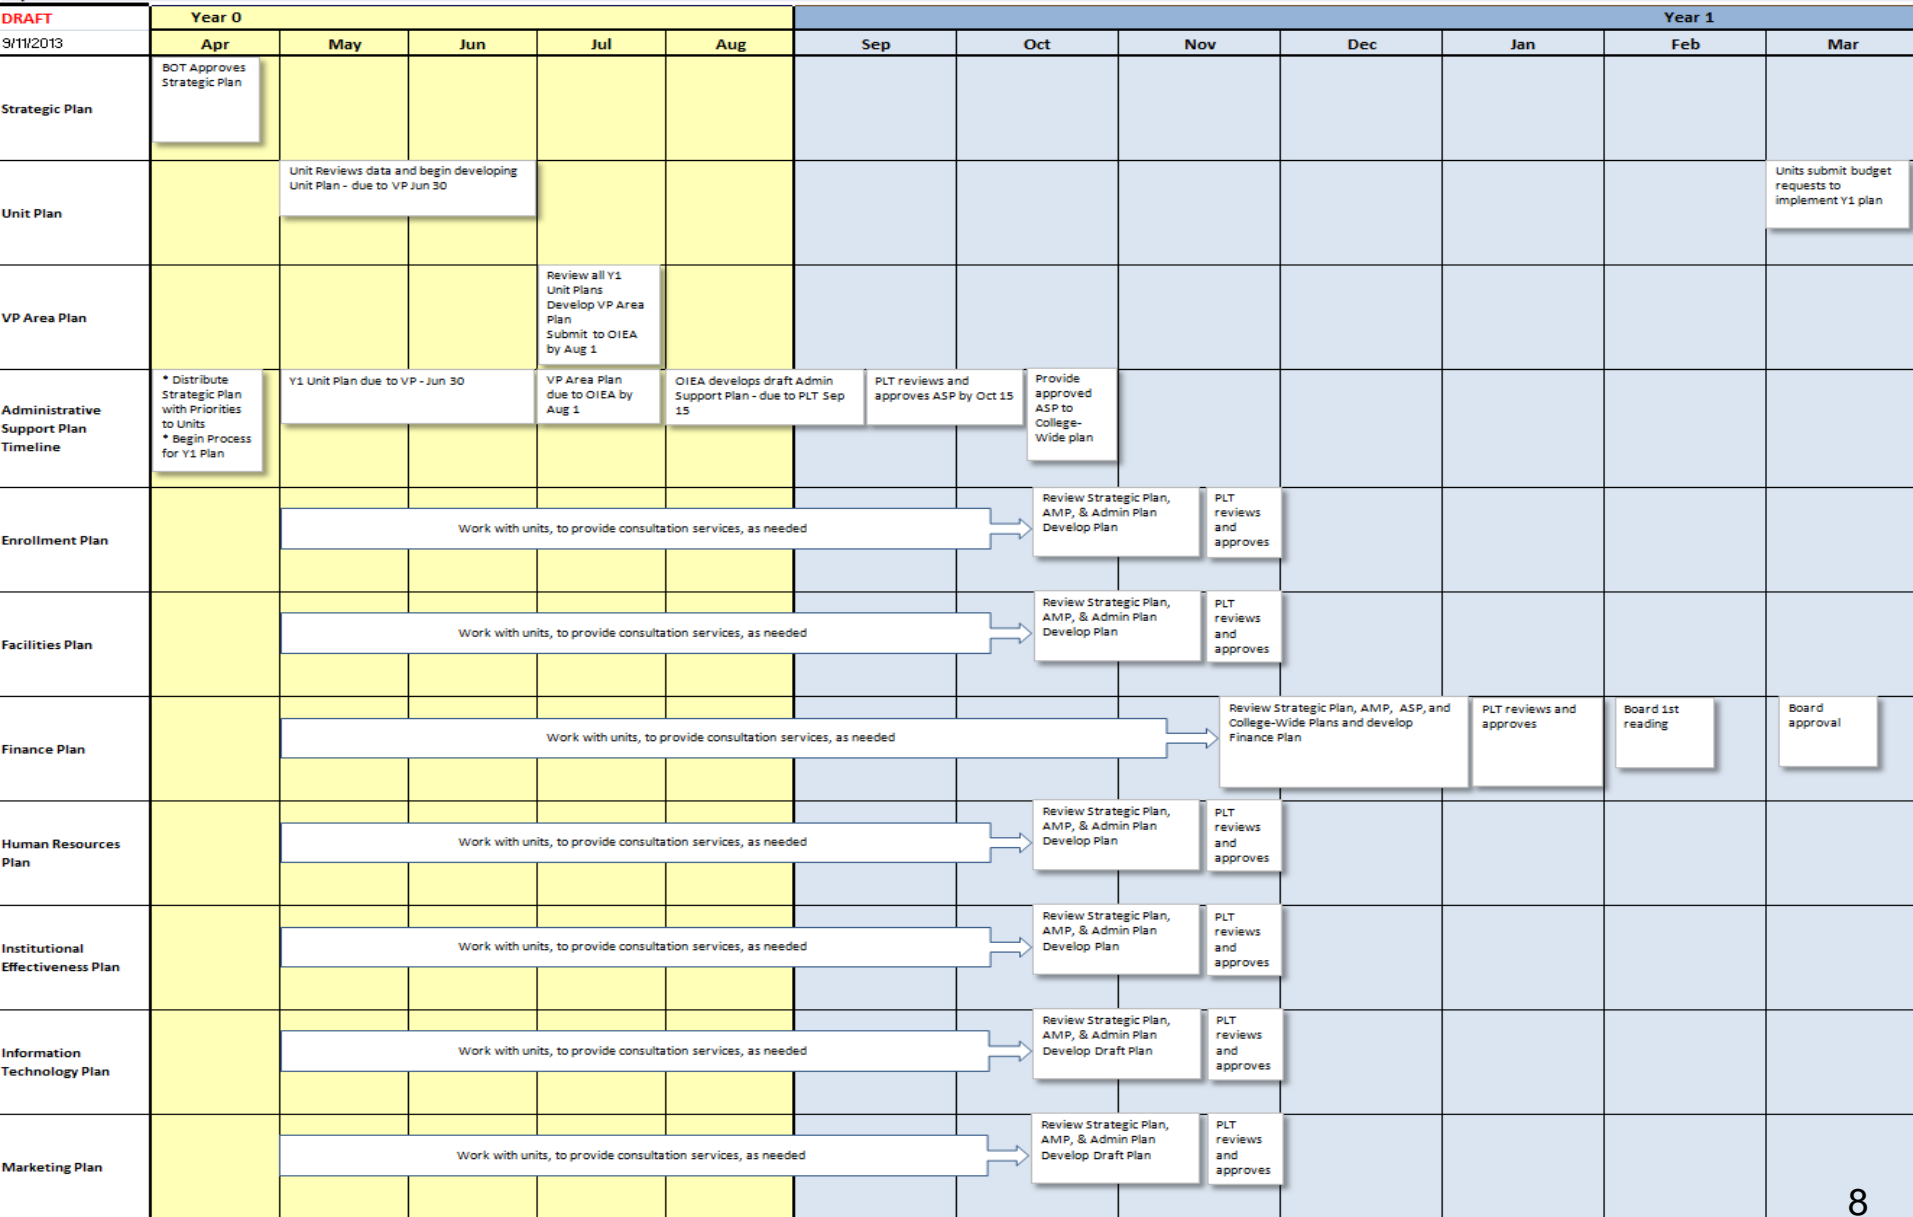 DRAFT
Year 0
Year 1
9/11/2013
Apr
May
Jun
Jul
Aug
Sep
Oct
Nov
Dec
Jan
Feb
Mar
Strategic Plan
BOT Approves
Strategic Plan
Unit Plan
Unit Reviews data and begin developing
Unit Plan - due to VP Jun 30
Units submit budget
requests to
implement Y1 plan
VP Area Plan
Review all Y1
Unit Plans
Develop VP Area
Plan
Submit to OIEA
by Aug 1
Administrative
Support Plan
Timeline
* Distribute
Strategic Plan
with Priorities
to Units
* Begin Process
for Y1 Plan
Y1 Unit Plan due to VP - Jun 30
VP Area Plan
due to OIEA by
Aug 1
OIEA develops draft Admin
Support Plan - due to PLT Sep
15
PLT reviews and
approves ASP by Oct 15
Provide
approved
ASP to
College-
Wide plan
Enrollment Plan
Work with units, to provide consultation services, as needed
Review Strategic Plan,
AMP, & Admin Plan
Develop Plan
PLT
reviews
and
approves
Facilities Plan
Work with units, to provide consultation services, as needed
Review Strategic Plan,
AMP, & Admin Plan
Develop Plan
PLT
reviews
and
approves
Finance Plan
Work with units, to provide consultation services, as needed
Review Strategic Plan, AMP, ASP, and
College-Wide Plans and develop
Finance Plan
PLT reviews and
approves
Board 1st
reading
Board
approval
Human Resources
Plan
Work with units, to provide consultation services, as needed
Review Strategic Plan,
AMP, & Admin Plan
Develop Plan
PLT
reviews
and
approves
Institutional
Effectiveness Plan
Work with units, to provide consultation services, as needed
Review Strategic Plan,
AMP, & Admin Plan
Develop Plan
PLT
reviews
and
approves
Information
Technology Plan
Work with units, to provide consultation services, as needed
Review Strategic Plan,
AMP, & Admin Plan
Develop Draft Plan
PLT
reviews
and
approves
Marketing Plan
Work with units, to provide consultation services, as needed
Review Strategic Plan,
AMP, & Admin Plan
Develop Draft Plan
PLT
reviews
and
approves
8